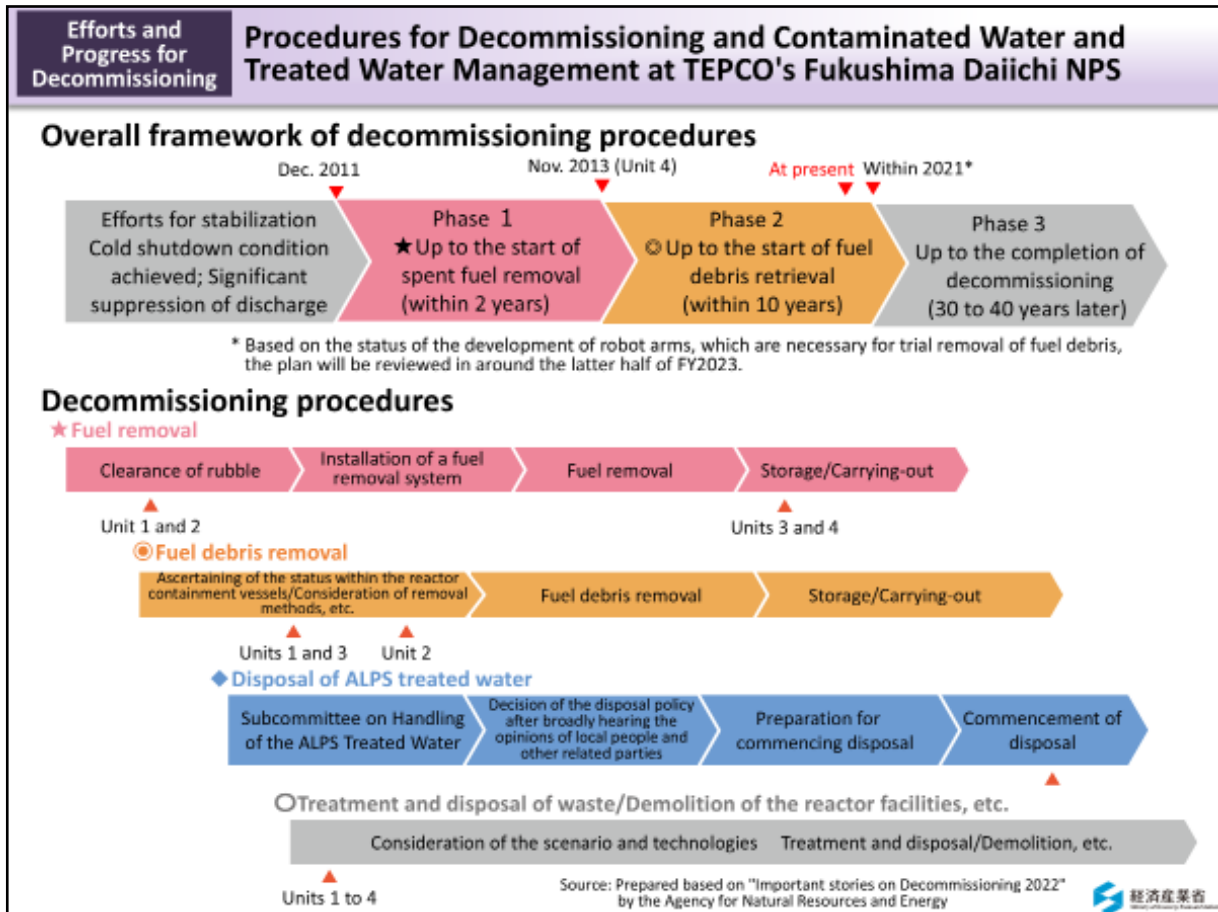 Efforts and
Progress for
Decommissioning
Procedures for Decommissioning and Contaminated Water and
Treated Water Management at TEPCO's Fukushima Daiichi NPS
Overall framework of decommissioning procedures
Dec. 2011
Nov. 2013 (Unit 4)
At present
Within 2021*
Efforts for stabilization
Cold shutdown condition
achieved; Significant
suppression of discharge
Phase 1
★Up to the start of
spent fuel removal
(within 2 years)
Phase 2
◎Up to the start of fuel
debris retrieval
(within 10 years)
Phase 3
Up to the completion of
decommissioning
(30 to 40 years later)
* Based on the status of the development of robot arms, which are necessary for trial removal of fuel debris,
the plan will be reviewed in around the latter half of FY2023.
Decommissioning procedures
★Fuel removal
Clearance of rubble
Installation of a fuel
removal system
Fuel removal
Storage/Carrying-out
Unit 1 and 2
Units 3 and 4
◉Fuel debris removal
Ascertaining of the status within the reactor
containment vessels/Consideration of removal
methods, etc.
Fuel debris removal
Storage/Carrying-out
Units 1 and 3
Unit 2
◆Disposal of ALPS treated water
Subcommittee on Handling
of the ALPS Treated Water
Decision of the disposal policy
after broadly hearing the
opinions of local people and
other related parties
Preparation for
commencing disposal
Commencement of
disposal
○Treatment and disposal of waste/Demolition of the reactor facilities, etc.
Consideration of the scenario and technologies
Treatment and disposal/Demolition, etc.
Units 1 to 4
Source: Prepared based on "Important stories on Decommissioning 2022"
by the Agency for Natural Resources and Energy
経済産業省